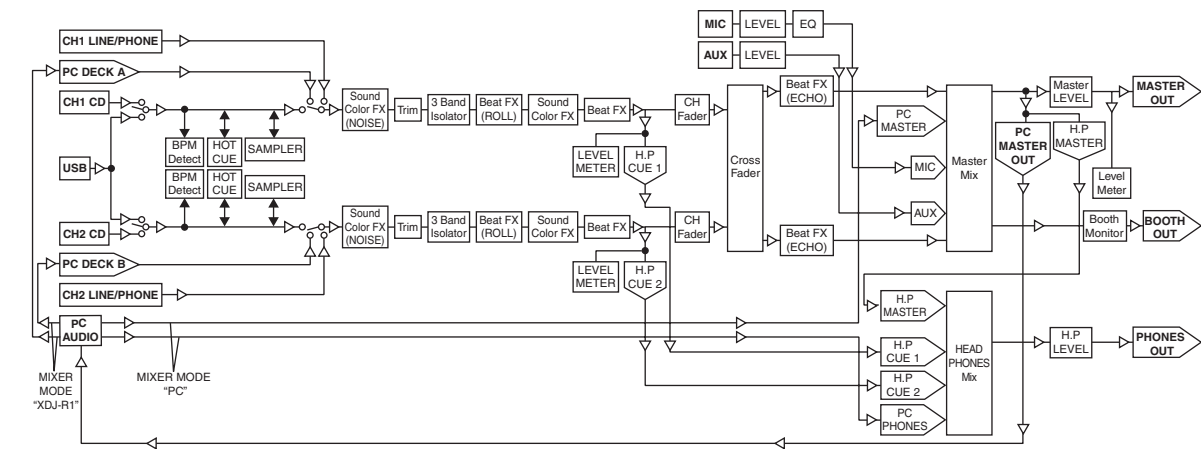 CH1 LINE/PHONE
PC DECK A
CH1 CD
USB
CH2 CD
PC DECK B
CH2 LINE/PHONE
PC
AUDIO
MIXER
MODE
"XDJ-R1"
MIXER MODE
"PC"
BPM
Detect
HOT
CUE
SAMPLER
BPM
Detect
HOT
CUE
SAMPLER
Sound
Color FX
(NOISE)
Trim
3 Band
Isolator
Beat FX
(ROLL)
Sound
Color FX
Beat FX
LEVEL
METER
H.P
CUE 1
CH
Fader
Sound
Color FX
(NOISE)
Trim
3 Band
Isolator
Beat FX
(ROLL)
Sound
Color FX
Beat FX
LEVEL
METER
H.P
CUE 2
CH
Fader
Cross
Fader
MIC
LEVEL
EQ
AUX
LEVEL
Beat FX
(ECHO)
Beat FX
(ECHO)
PC
MASTER
MIC
AUX
Master
Mix
PC
MASTER
OUT
H.P
MASTER
Master
LEVEL
Level
Meter
MASTER
OUT
Booth
Monitor
BOOTH
OUT
H.P
MASTER
H.P
CUE 1
H.P
CUE 2
PC
PHONES
HEAD
PHONES
Mix
H.P
LEVEL
PHONES
OUT